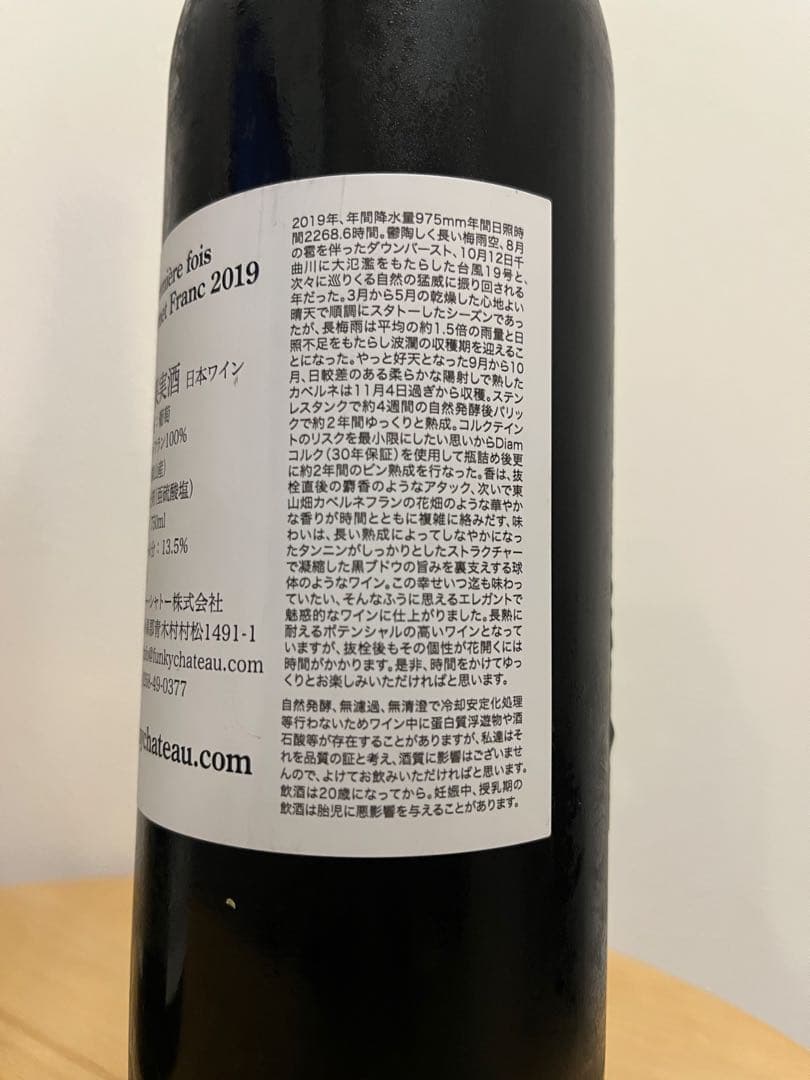 fois
Franc 2019
実酒 日本ワイン
葡萄
100%
亜硫酸塩）
750ml
分：13.5%
シャトー株式会社
郡青木村村松1491-1
@funkychateau.com
49-0377
chateau.com
2019年、年間降水量975mm年間日照時
間2268.6時間。鬱陶しく長い梅雨空、8月
の雹を伴ったダウンバースト、10月12日千
曲川に大氾濫をもたらした台風19号と、
次々に巡りくる自然の猛威に振り回される
年だった。3月から5月の乾燥した心地よい
晴天で順調にスタートしたシーズンであっ
たが、長梅雨は平均の約1.5倍の雨量と日
照不足をもたらし波瀾の収穫期を迎えるこ
とになった。やっと好天となった9月から10
月、日較差のある柔らかな陽射しで熟した
カベルネは11月4日過ぎから収穫。ステン
レスタンクで約4週間の自然発酵後バリッ
クで約2年間ゆっくりと熟成。コルクテイン
トのリスクを最小限にしたい思いからDiam
コルク（30年保証）を使用して瓶詰め後更
に約2年間のビン熟成を行なった。香は、抜
栓直後の麝香のようなアタック、次いで東
山畑カベルネフランの花畑のような華やか
な香りが時間とともに複雑に絡みだす、味
わいは、長い熟成によってしなやかになっ
たタンニンがしっかりとしたストラクチャー
で凝縮した黒ブドウの旨みを裏支えする球
体のようなワイン。この幸せいつ迄も味わっ
ていたい、そんなふうに思えるエレガントで
魅惑的なワインに仕上がりました。長熟に
耐えるポテンシャルの高いワインとなって
いますが、抜栓後もその個性が花開くには
時間がかかります。是非、時間をかけてゆっ
くりとお楽しみいただければと思います。
自然発酵、無濾過、無清澄で冷却安定化処理
等行わないためワイン中に蛋白質浮遊物や酒
石酸等が存在することがありますが、私達はそ
れを品質の証と考え、酒質に影響はございませ
んので、よけてお飲みいただければと思います。
飲酒は20歳になってから。妊娠中、授乳期の
飲酒は胎児に悪影響を与えることがあります。